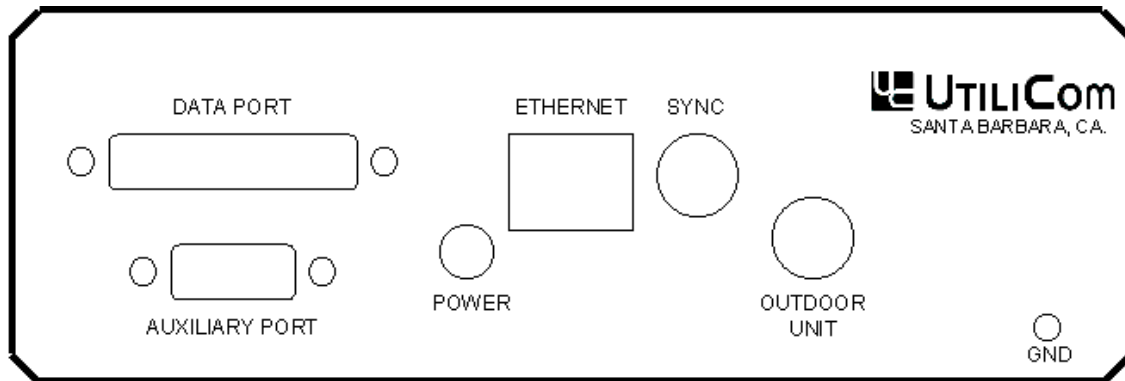 DATA PORT
ETHERNET
SYNC
UTILICOM
SANTA BARBARA, CA.
POWER
OUTDOOR
UNIT
AUXILIARY PORT
GND